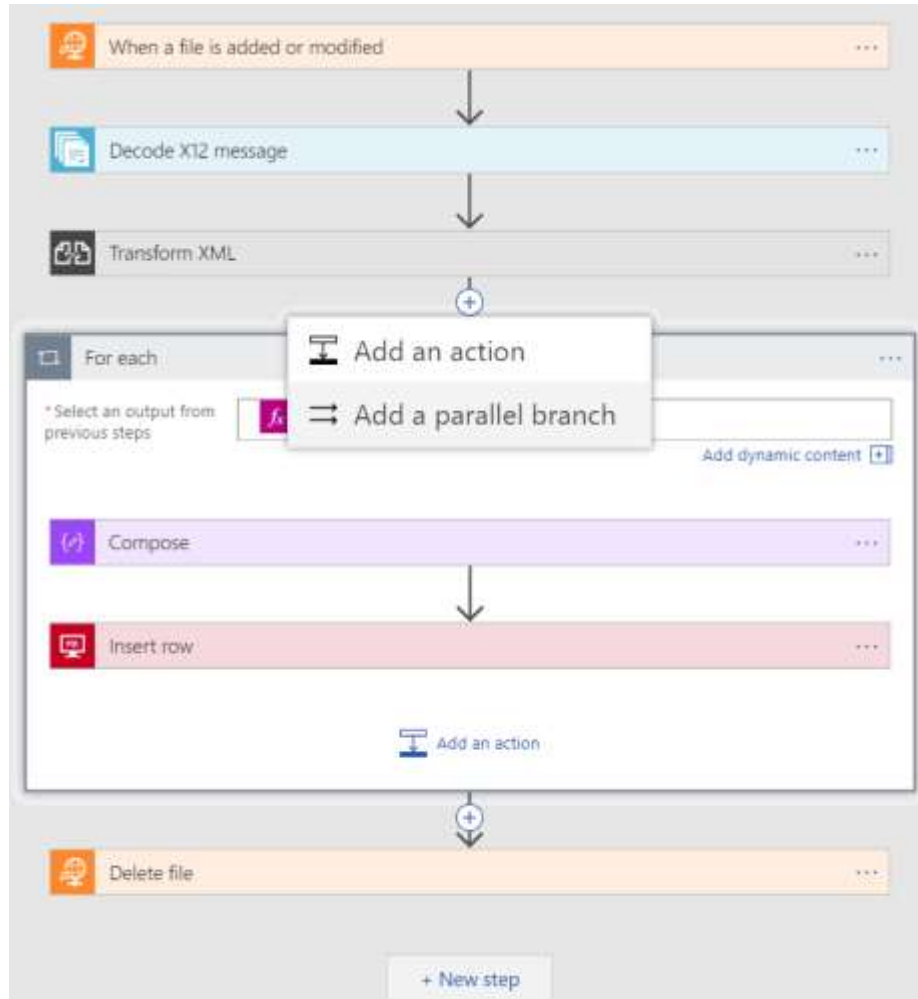 When a file is added or modified
Decode X12 message
Transform XML
Add an action
For each
Add a parallel branch
* Select an output from
previous steps
fx
Add dynamic content
Compose
Insert row
Add an action
Delete file
+ New step